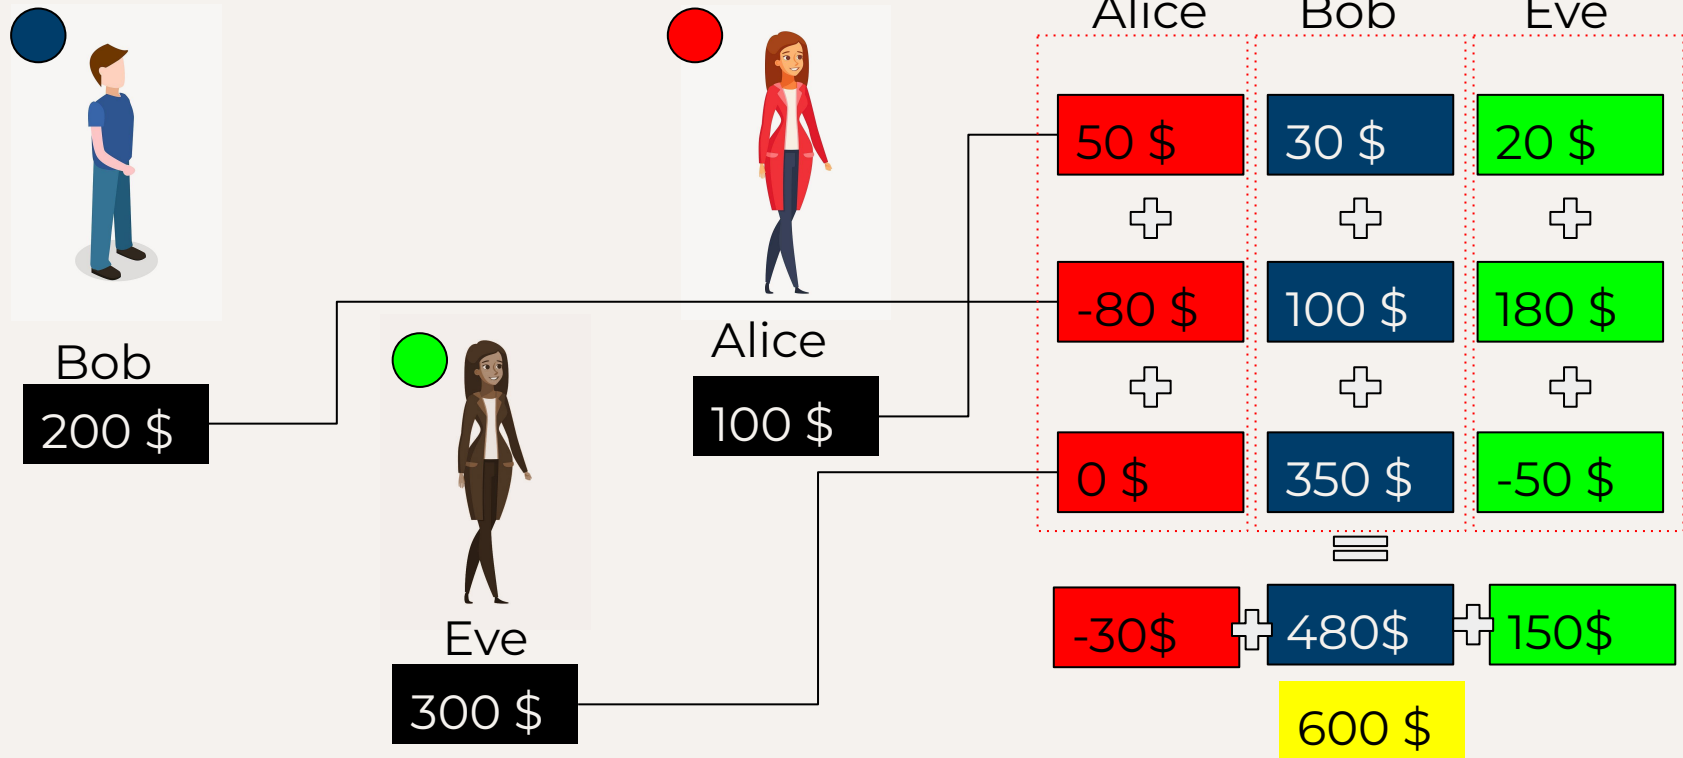 Alice Bob Eve
50 $ 30 $ 20 $
-80 $ 100 $ 180 $
0 $ 350 $ -50 $
-30$ 480$ 150$
600 $
Bob
200 $
Alice
100 $
Eve
300 $